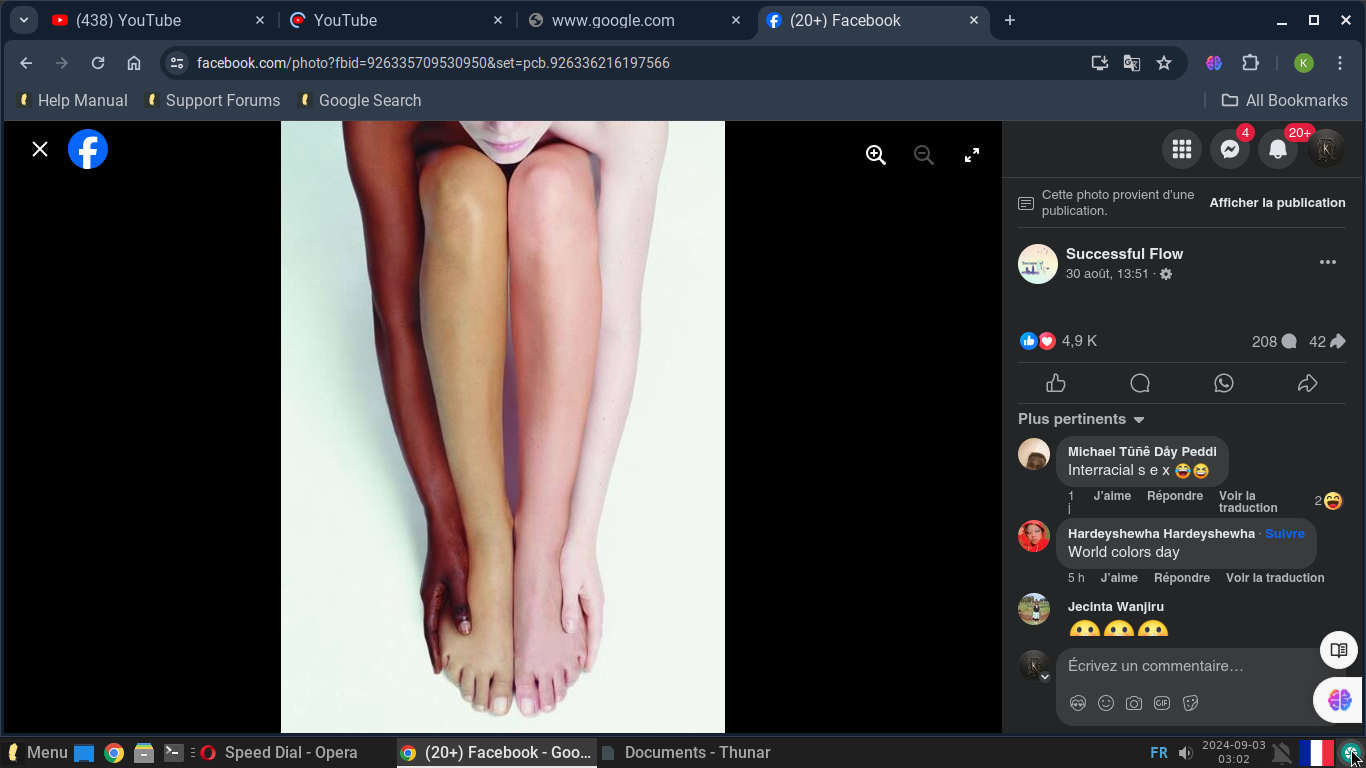 (438) YouTube
YouTube
www.google.com
(20+) Facebook
facebook.com/photo?fbid=926335709530950&set=pcb.926336216197566
K
Help Manual
Support Forums
Google Search
All Bookmarks
4
20+
Cette photo provient d'une
publication.
Afficher la publication
Successful Flow
30 août, 13:51 ·
4,9 K
208
42
Plus pertinents
Michael Tûñê Dåy Peddi
Interracial s e x 😂😆
1
j
J'aime
Répondre
Voir la
traduction
2
Hardeyshewha Hardeyshewha · Suivre
World colors day
5 h
J'aime
Répondre
Voir la traduction
Jecinta Wanjiru
Écrivez un commentaire…
GIF
Menu
Speed Dial - Opera
(20+) Facebook - Goo...
Documents - Thunar
FR
2024-09-03
03:02